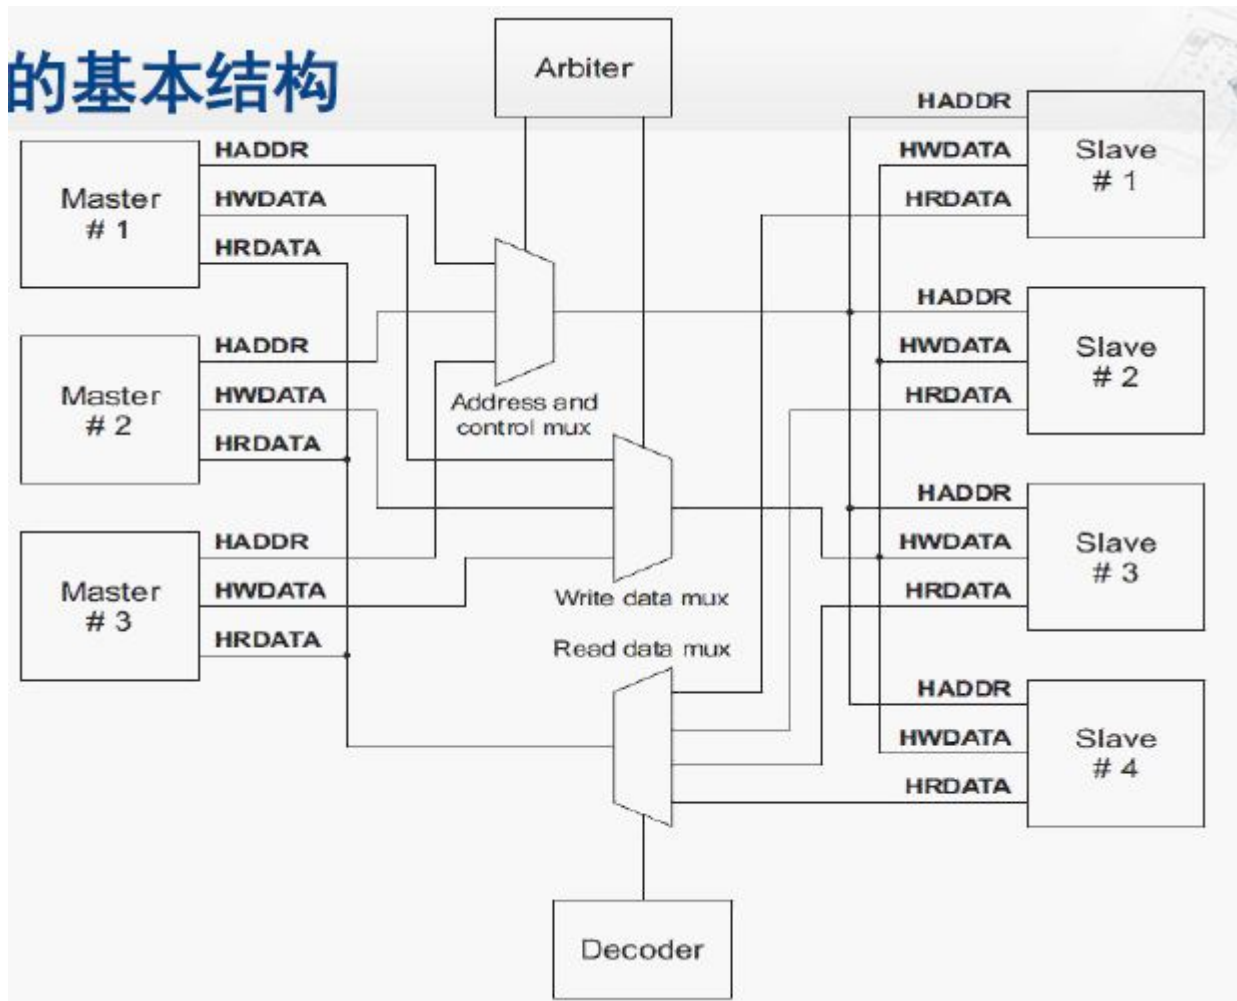 的基本结构
Arbiter
Master
# 1
HADDR
HWDATA
HRDATA
Master
# 2
HADDR
HWDATA
HRDATA
Master
# 3
HADDR
HWDATA
HRDATA
Address and
control mux
Write data mux
Read data mux
HADDR
HWDATA
HRDATA
Slave
# 1
HADDR
HWDATA
HRDATA
Slave
# 2
HADDR
HWDATA
HRDATA
Slave
# 3
HADDR
HWDATA
HRDATA
Slave
# 4
Decoder